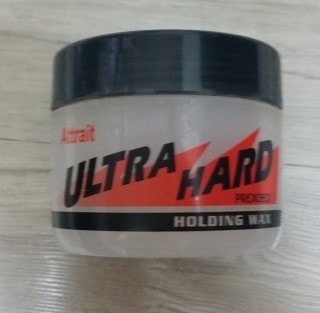 Attrait
ULTRA HARD
HOLDING WAX